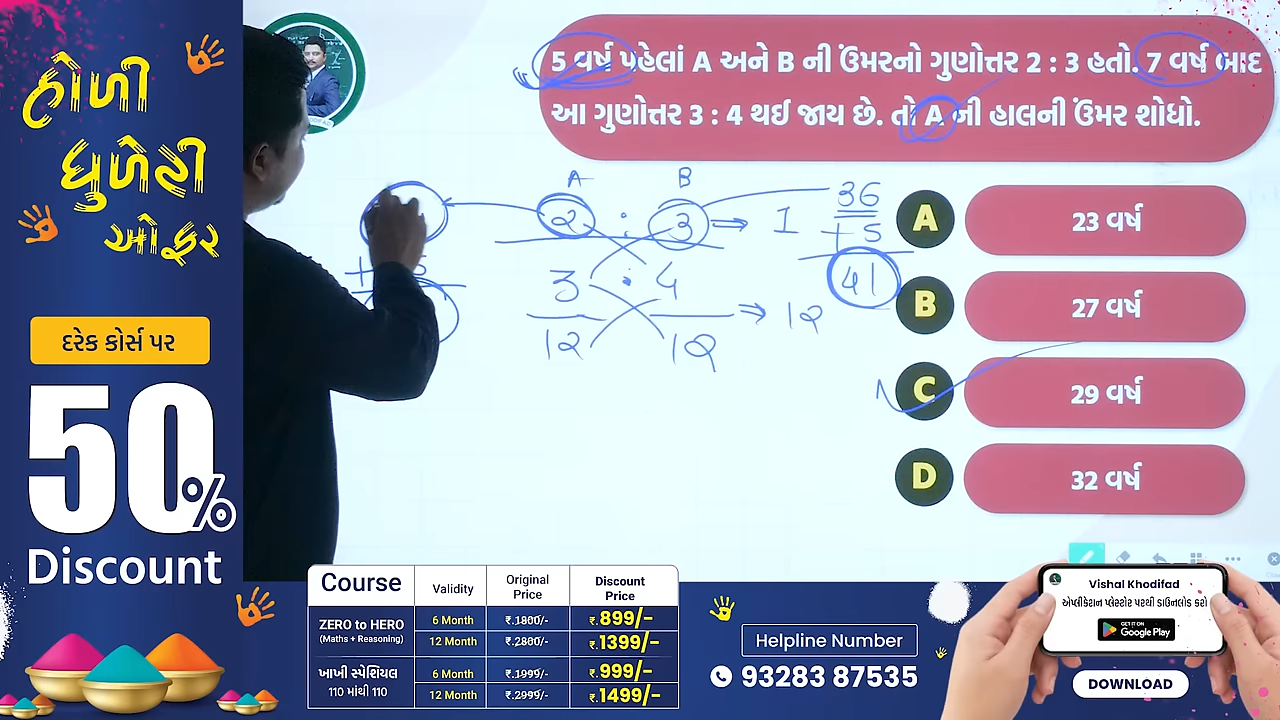 હોળી
ધુળેટી
ઓફર
દરેક કોર્સ પર
50%
Discount
5 વર્ષ પહેલાં A અને B ની ઉંમરનો ગુણોત્તર 2 : 3 હતો. 7 વર્ષ બાદ
આ ગુણોત્તર 3 : 4 થઈ જાય છે. તો A ની હાલની ઉંમર શોધો.
A B
2 : 3 ⇒ 1
3 : 4
12 12 ⇒ 12
36
+5
41
A 23 વર્ષ
B 27 વર્ષ
C 29 વર્ષ
D 32 વર્ષ
Course Validity Original Price Discount Price
ZERO to HERO (Maths + Reasoning) 6 Month ₹.1800/- ₹.899/-
12 Month ₹.2800/- ₹.1399/-
ખાખી સ્પેશિયલ 110 માંથી 110 6 Month ₹.1999/- ₹.999/-
12 Month ₹.2999/- ₹.1499/-
Helpline Number
93283 87535
Vishal Khodifad
એપ્લીકેશન પ્લેસ્ટોર પરથી ડાઉનલોડ કરો
GET IT ON
Google Play
DOWNLOAD